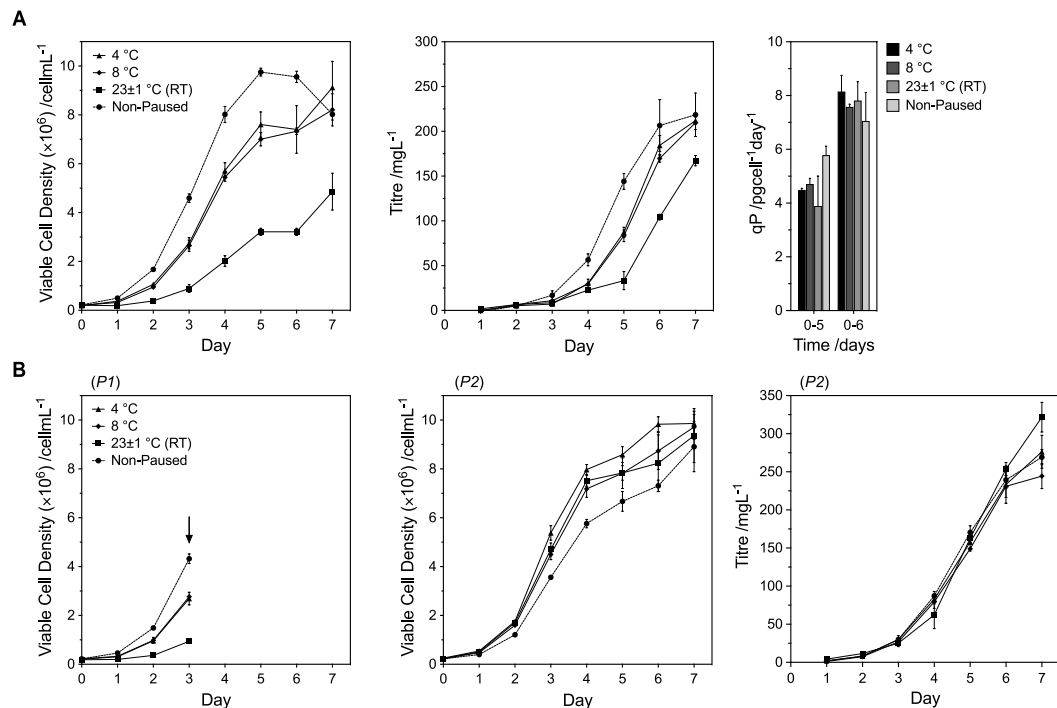 A
Viable Cell Density (×10⁶) /cellmL⁻¹
10
8
6
4
2
0
4 °C
8 °C
23±1 °C (RT)
Non-Paused
0 1 2 3 4 5 6 7
Day
Titre /mgL⁻¹
300
250
200
150
100
50
0
0 1 2 3 4 5 6 7
Day
qP /pgcell⁻¹day⁻¹
10
8
6
4
2
0
0-5 0-6
Time /days
4 °C
8 °C
23±1 °C (RT)
Non-Paused
B
(P1)
Viable Cell Density (×10⁶) /cellmL⁻¹
10
8
6
4
2
0
4 °C
8 °C
23±1 °C (RT)
Non-Paused
0 1 2 3 4 5 6 7
Day
(P2)
Viable Cell Density (×10⁶) /cellmL⁻¹
10
8
6
4
2
0
0 1 2 3 4 5 6 7
Day
(P2)
Titre /mgL⁻¹
350
300
250
200
150
100
50
0
0 1 2 3 4 5 6 7
Day